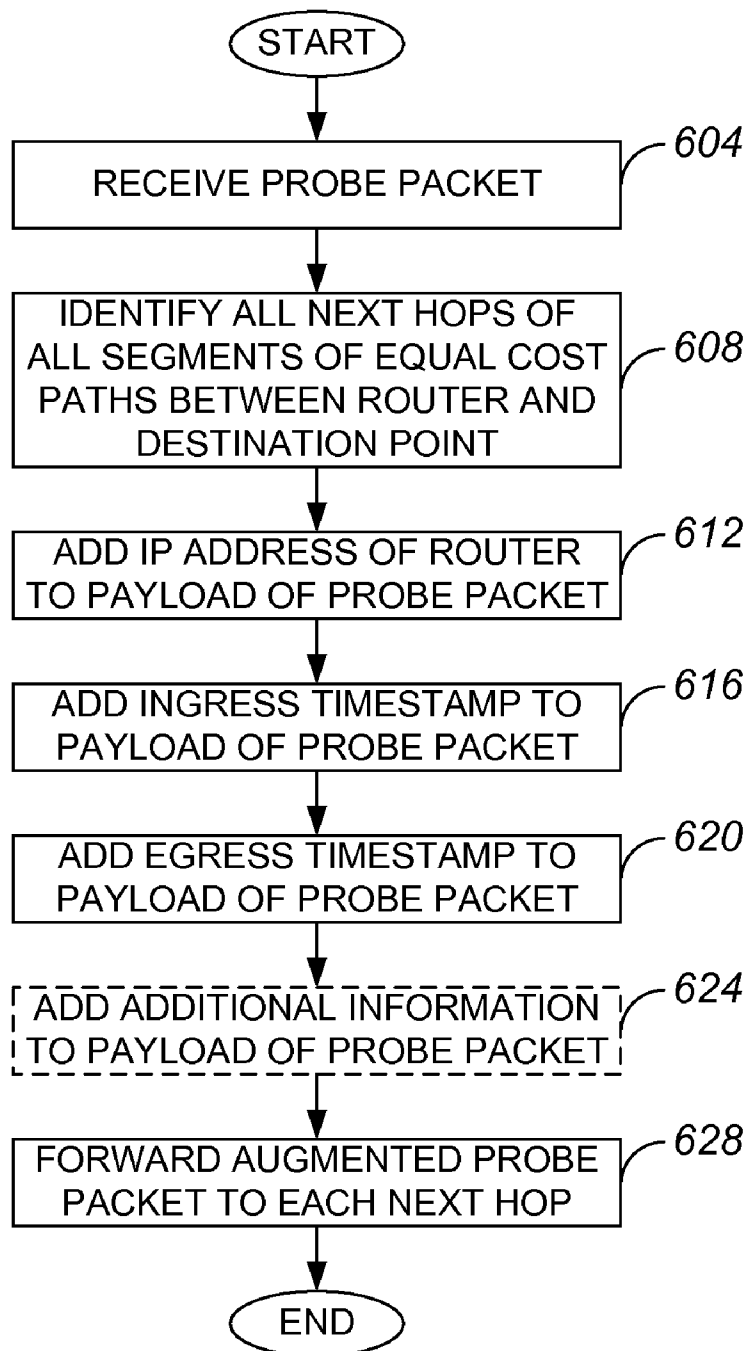 START
604
RECEIVE PROBE PACKET
IDENTIFY ALL NEXT HOPS OF
ALL SEGMENTS OF EQUAL COST
PATHS BETWEEN ROUTER AND
DESTINATION POINT
608
ADD IP ADDRESS OF ROUTER
TO PAYLOAD OF PROBE PACKET
612
ADD INGRESS TIMESTAMP TO
PAYLOAD OF PROBE PACKET
616
ADD EGRESS TIMESTAMP TO
PAYLOAD OF PROBE PACKET
620
ADD ADDITIONAL INFORMATION
TO PAYLOAD OF PROBE PACKET
624
FORWARD AUGMENTED PROBE
PACKET TO EACH NEXT HOP
628
END